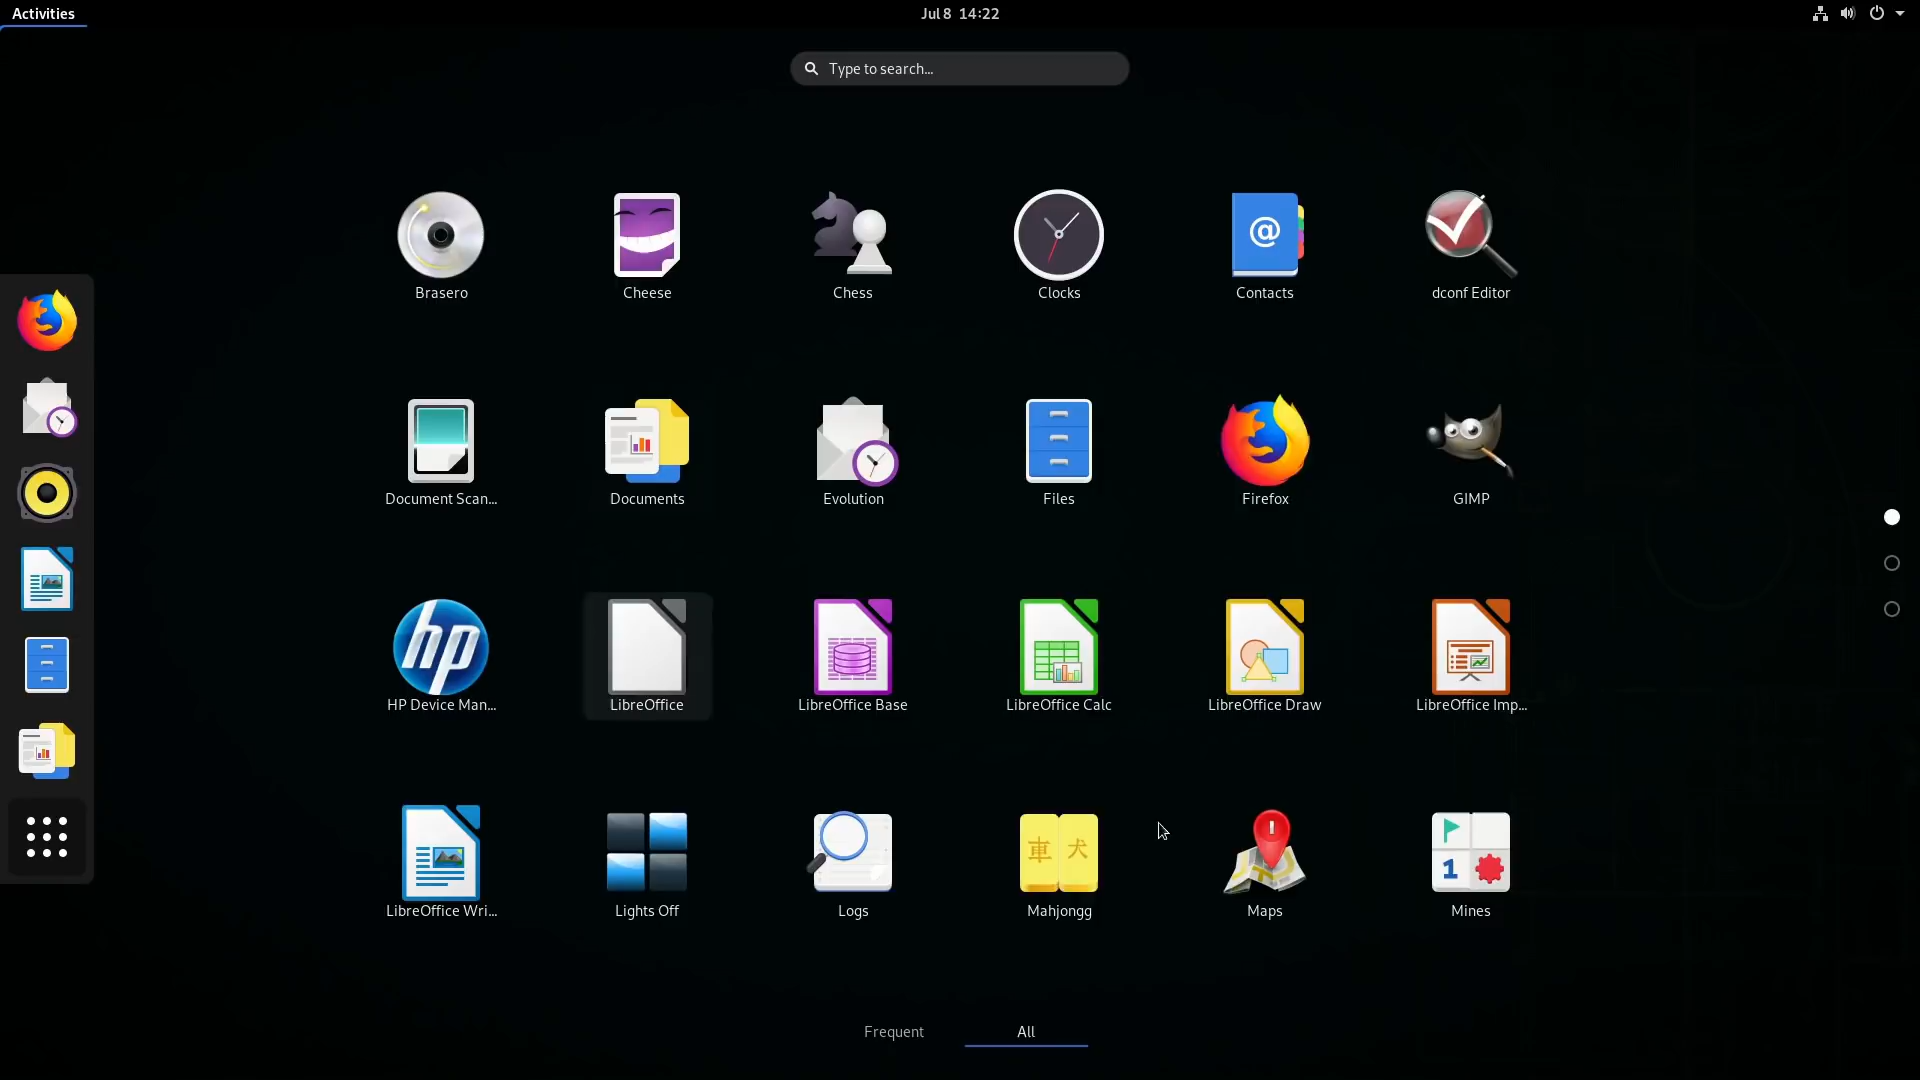 Activities
Jul 8 14:22
Type to search...
Brasero
Cheese
Chess
Clocks
Contacts
dconf Editor
Document Scan...
Documents
Evolution
Files
Firefox
GIMP
hp
HP Device Man...
LibreOffice
LibreOffice Base
LibreOffice Calc
LibreOffice Draw
LibreOffice Imp...
車 犬
1
LibreOffice Wri...
Lights Off
Logs
Mahjongg
Maps
Mines
Frequent
All